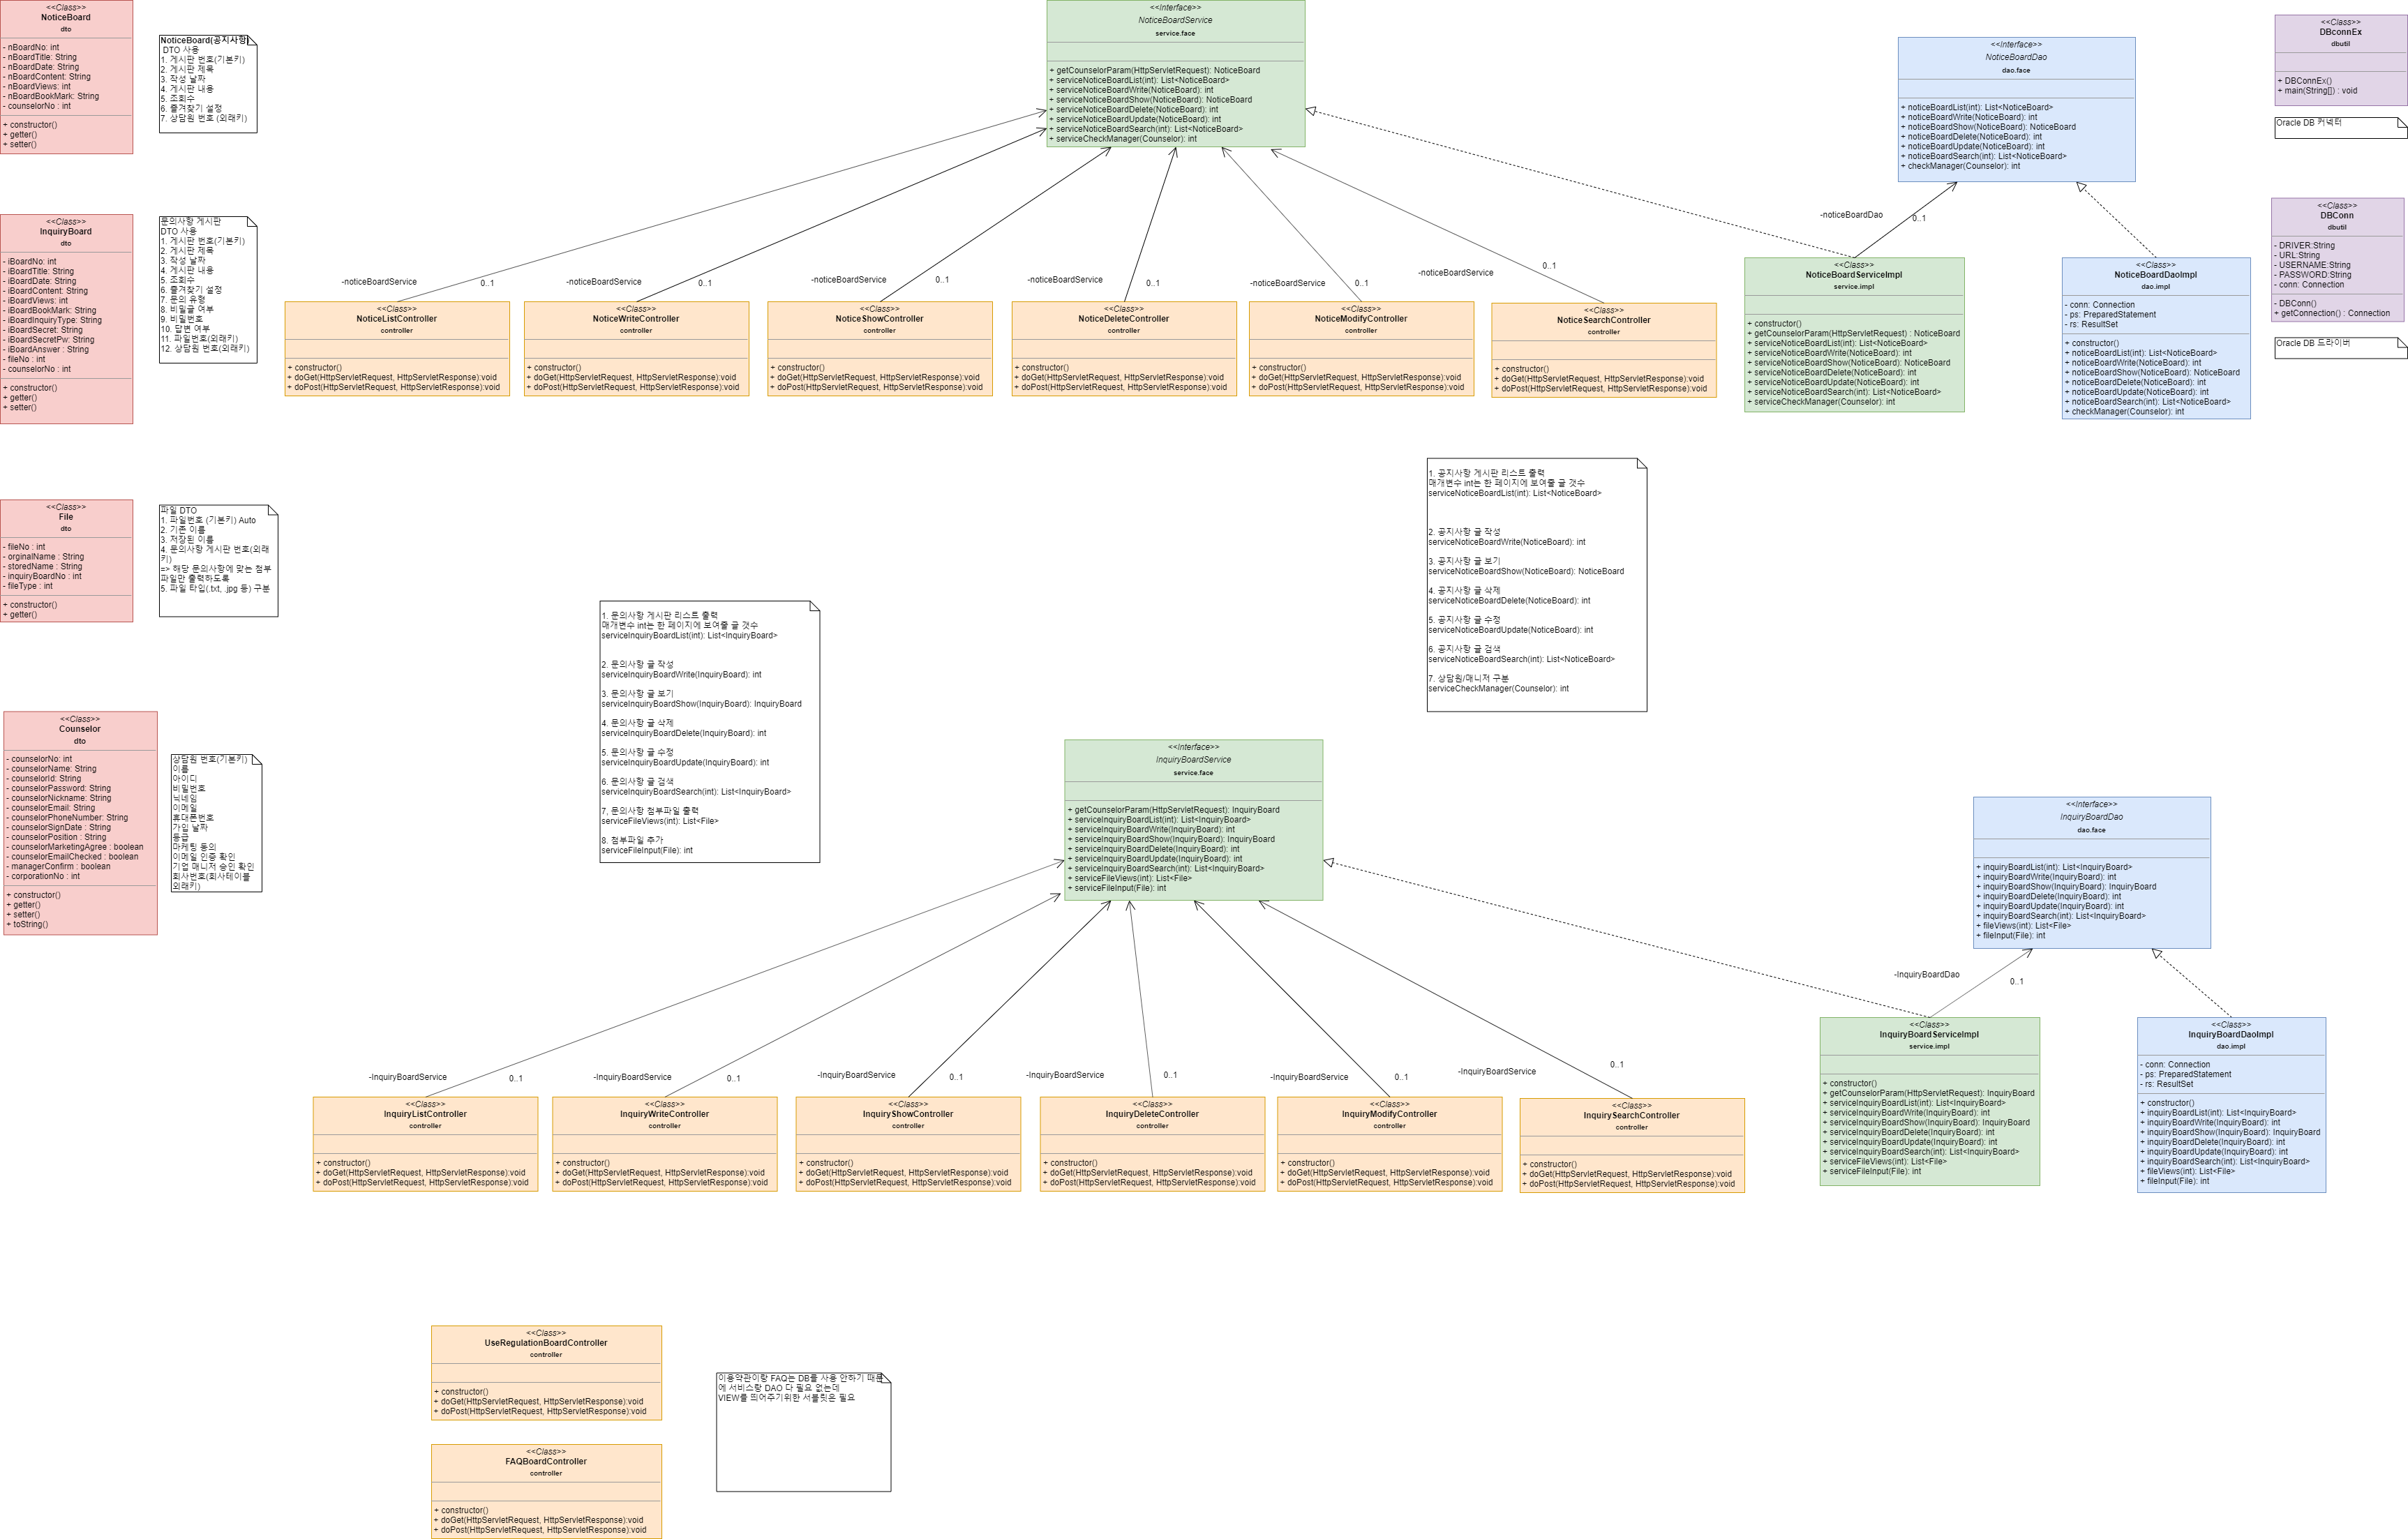 <<Class>>
NoticeBoard
dto
- nBoardNo: int
- nBoardTitle: String
- nBoardDate: String
- nBoardContent: String
- nBoardViews: int
- nBoardBookMark: String
- counselorNo : int
+ constructor()
+ getter()
+ setter()
NoticeBoard(공지사항)
DTO 사용
1. 게시판 번호(기본키)
2. 게시판 제목
3. 작성 날짜
4. 게시판 내용
5. 조회수
6. 즐겨찾기 설정
7. 상담원 번호 (외래키)
<<Interface>>
NoticeBoardService
service.face
+ getCounselorParam(HttpServletRequest): NoticeBoard
+ serviceNoticeBoardList(int): List<NoticeBoard>
+ serviceNoticeBoardWrite(NoticeBoard): int
+ serviceNoticeBoardShow(NoticeBoard): NoticeBoard
+ serviceNoticeBoardDelete(NoticeBoard): int
+ serviceNoticeBoardUpdate(NoticeBoard): int
+ serviceNoticeBoardSearch(int): List<NoticeBoard>
+ serviceCheckManager(Counselor): int
<<Interface>>
NoticeBoardDao
dao.face
+ noticeBoardList(int): List<NoticeBoard>
+ noticeBoardWrite(NoticeBoard): int
+ noticeBoardShow(NoticeBoard): NoticeBoard
+ noticeBoardDelete(NoticeBoard): int
+ noticeBoardUpdate(NoticeBoard): int
+ noticeBoardSearch(int): List<NoticeBoard>
+ checkManager(Counselor): int
<<Class>>
DBconnEx
dbutil
+ DBConnEx()
+ main(String[]) : void
Oracle DB 커넥터
<<Class>>
InquiryBoard
dto
- iBoardNo: int
- iBoardTitle: String
- iBoardDate: String
- iBoardContent: String
- iBoardViews: int
- iBoardBookMark: String
- iBoardInquiryType: String
- iBoardSecret: String
- iBoardSecretPw: String
- iBoardAnswer : String
- fileNo : int
- counselorNo : int
+ constructor()
+ getter()
+ setter()
문의사항 게시판
DTO 사용
1. 게시판 번호(기본키)
2. 게시판 제목
3. 작성 날짜
4. 게시판 내용
5. 조회수
6. 즐겨찾기 설정
7. 문의 유형
8. 비밀글 여부
9. 비밀번호
10. 답변 여부
11. 파일번호(외래키)
12. 상담원 번호(외래키)
-noticeBoardService
0..1
-noticeBoardService
0..1
-noticeBoardService
0..1
-noticeBoardService
0..1
-noticeBoardService
0..1
-noticeBoardService
0..1
-noticeBoardDao
0..1
<<Class>>
NoticeListController
controller
+ constructor()
+ doGet(HttpServletRequest, HttpServletResponse):void
+ doPost(HttpServletRequest, HttpServletResponse):void
<<Class>>
NoticeWriteController
controller
+ constructor()
+ doGet(HttpServletRequest, HttpServletResponse):void
+ doPost(HttpServletRequest, HttpServletResponse):void
<<Class>>
NoticeShowController
controller
+ constructor()
+ doGet(HttpServletRequest, HttpServletResponse):void
+ doPost(HttpServletRequest, HttpServletResponse):void
<<Class>>
NoticeDeleteController
controller
+ constructor()
+ doGet(HttpServletRequest, HttpServletResponse):void
+ doPost(HttpServletRequest, HttpServletResponse):void
<<Class>>
NoticeModifyController
controller
+ constructor()
+ doGet(HttpServletRequest, HttpServletResponse):void
+ doPost(HttpServletRequest, HttpServletResponse):void
<<Class>>
NoticeSearchController
controller
+ constructor()
+ doGet(HttpServletRequest, HttpServletResponse):void
+ doPost(HttpServletRequest, HttpServletResponse):void
<<Class>>
NoticeBoardServiceImpl
service.impl
+ constructor()
+ getCounselorParam(HttpServletRequest) : NoticeBoard
+ serviceNoticeBoardList(int): List<NoticeBoard>
+ serviceNoticeBoardWrite(NoticeBoard): int
+ serviceNoticeBoardShow(NoticeBoard): NoticeBoard
+ serviceNoticeBoardDelete(NoticeBoard): int
+ serviceNoticeBoardUpdate(NoticeBoard): int
+ serviceNoticeBoardSearch(int): List<NoticeBoard>
+ serviceCheckManager(Counselor): int
<<Class>>
NoticeBoardDaoImpl
dao.impl
- conn: Connection
- ps: PreparedStatement
- rs: ResultSet
+ constructor()
+ noticeBoardList(int): List<NoticeBoard>
+ noticeBoardWrite(NoticeBoard): int
+ noticeBoardShow(NoticeBoard): NoticeBoard
+ noticeBoardDelete(NoticeBoard): int
+ noticeBoardUpdate(NoticeBoard): int
+ noticeBoardSearch(int): List<NoticeBoard>
+ checkManager(Counselor): int
<<Class>>
DBConn
dbutil
- DRIVER:String
- URL:String
- USERNAME:String
- PASSWORD:String
- conn: Connection
- DBConn()
+ getConnection() : Connection
Oracle DB 드라이버
<<Class>>
File
dto
- fileNo : int
- orginalName : String
- storedName : String
- inquiryBoardNo : int
- fileType : int
+ constructor()
+ getter()
파일 DTO
1. 파일번호 (기본키) Auto
2. 기존 이름
3. 저장된 이름
4. 문의사항 게시판 번호(외래
키)
=> 해당 문의사항에 맞는 첨부
파일만 출력하도록
5. 파일 타입(.txt, .jpg 등) 구분
1. 문의사항 게시판 리스트 출력
매개변수 int는 한 페이지에 보여줄 글 갯수
serviceInquiryBoardList(int): List<InquiryBoard>
2. 문의사항 글 작성
serviceInquiryBoardWrite(InquiryBoard): int
3. 문의사항 글 보기
serviceInquiryBoardShow(InquiryBoard): InquiryBoard
4. 문의사항 글 삭제
serviceInquiryBoardDelete(InquiryBoard): int
5. 문의사항 글 수정
serviceInquiryBoardUpdate(InquiryBoard): int
6. 문의사항 글 검색
serviceInquiryBoardSearch(int): List<InquiryBoard>
7. 문의사항 첨부파일 출력
serviceFileViews(int): List<File>
8. 첨부파일 추가
serviceFileInput(File): int
1. 공지사항 게시판 리스트 출력
매개변수 int는 한 페이지에 보여줄 글 갯수
serviceNoticeBoardList(int): List<NoticeBoard>
2. 공지사항 글 작성
serviceNoticeBoardWrite(NoticeBoard): int
3. 공지사항 글 보기
serviceNoticeBoardShow(NoticeBoard): NoticeBoard
4. 공지사항 글 삭제
serviceNoticeBoardDelete(NoticeBoard): int
5. 공지사항 글 수정
serviceNoticeBoardUpdate(NoticeBoard): int
6. 공지사항 글 검색
serviceNoticeBoardSearch(int): List<NoticeBoard>
7. 상담원/매니저 구분
serviceCheckManager(Counselor): int
<<Class>>
Counselor
dto
- counselorNo: int
- counselorName: String
- counselorId: String
- counselorPassword: String
- counselorNickname: String
- counselorEmail: String
- counselorPhoneNumber: String
- counselorSignDate : String
- counselorPosition : String
- counselorMarketingAgree : boolean
- counselorEmailChecked : boolean
- managerConfirm : boolean
- corporationNo : int
+ constructor()
+ getter()
+ setter()
+ toString()
상담원 번호(기본키)
이름
아이디
비밀번호
닉네임
이메일
휴대폰번호
가입 날짜
등급
마케팅 동의
이메일 인증 확인
기업 매니저 승인 확인
회사번호(회사테이블
외래키)
<<Interface>>
InquiryBoardService
service.face
+ getCounselorParam(HttpServletRequest): InquiryBoard
+ serviceInquiryBoardList(int): List<InquiryBoard>
+ serviceInquiryBoardWrite(InquiryBoard): int
+ serviceInquiryBoardShow(InquiryBoard): InquiryBoard
+ serviceInquiryBoardDelete(InquiryBoard): int
+ serviceInquiryBoardUpdate(InquiryBoard): int
+ serviceInquiryBoardSearch(int): List<InquiryBoard>
+ serviceFileViews(int): List<File>
+ serviceFileInput(File): int
<<Interface>>
InquiryBoardDao
dao.face
+ inquiryBoardList(int): List<InquiryBoard>
+ inquiryBoardWrite(InquiryBoard): int
+ inquiryBoardShow(InquiryBoard): InquiryBoard
+ inquiryBoardDelete(InquiryBoard): int
+ inquiryBoardUpdate(InquiryBoard): int
+ inquiryBoardSearch(int): List<InquiryBoard>
+ fileViews(int): List<File>
+ fileInput(File): int
-InquiryBoardDao
0..1
-InquiryBoardService
0..1
-InquiryBoardService
0..1
-InquiryBoardService
0..1
-InquiryBoardService
0..1
-InquiryBoardService
0..1
-InquiryBoardService
0..1
<<Class>>
InquiryListController
controller
+ constructor()
+ doGet(HttpServletRequest, HttpServletResponse):void
+ doPost(HttpServletRequest, HttpServletResponse):void
<<Class>>
InquiryWriteController
controller
+ constructor()
+ doGet(HttpServletRequest, HttpServletResponse):void
+ doPost(HttpServletRequest, HttpServletResponse):void
<<Class>>
InquiryShowController
controller
+ constructor()
+ doGet(HttpServletRequest, HttpServletResponse):void
+ doPost(HttpServletRequest, HttpServletResponse):void
<<Class>>
InquiryDeleteController
controller
+ constructor()
+ doGet(HttpServletRequest, HttpServletResponse):void
+ doPost(HttpServletRequest, HttpServletResponse):void
<<Class>>
InquiryModifyController
controller
+ constructor()
+ doGet(HttpServletRequest, HttpServletResponse):void
+ doPost(HttpServletRequest, HttpServletResponse):void
<<Class>>
InquirySearchController
controller
+ constructor()
+ doGet(HttpServletRequest, HttpServletResponse):void
+ doPost(HttpServletRequest, HttpServletResponse):void
<<Class>>
InquiryBoardServiceImpl
service.impl
+ constructor()
+ getCounselorParam(HttpServletRequest): InquiryBoard
+ serviceInquiryBoardList(int): List<InquiryBoard>
+ serviceInquiryBoardWrite(InquiryBoard): int
+ serviceInquiryBoardShow(InquiryBoard): InquiryBoard
+ serviceInquiryBoardDelete(InquiryBoard): int
+ serviceInquiryBoardUpdate(InquiryBoard): int
+ serviceInquiryBoardSearch(int): List<InquiryBoard>
+ serviceFileViews(int): List<File>
+ serviceFileInput(File): int
<<Class>>
InquiryBoardDaoImpl
dao.impl
- conn: Connection
- ps: PreparedStatement
- rs: ResultSet
+ constructor()
+ inquiryBoardList(int): List<InquiryBoard>
+ inquiryBoardWrite(InquiryBoard): int
+ inquiryBoardShow(InquiryBoard): InquiryBoard
+ inquiryBoardDelete(InquiryBoard): int
+ inquiryBoardUpdate(InquiryBoard): int
+ inquiryBoardSearch(int): List<InquiryBoard>
+ fileViews(int): List<File>
+ fileInput(File): int
<<Class>>
UseRegulationBoardController
controller
+ constructor()
+ doGet(HttpServletRequest, HttpServletResponse):void
+ doPost(HttpServletRequest, HttpServletResponse):void
이용약관이랑 FAQ는 DB를 사용 안하기 때문
에 서비스랑 DAO 다 필요 없는데
VIEW를 띄어주기위한 서블릿은 필요
<<Class>>
FAQBoardController
controller
+ constructor()
+ doGet(HttpServletRequest, HttpServletResponse):void
+ doPost(HttpServletRequest, HttpServletResponse):void